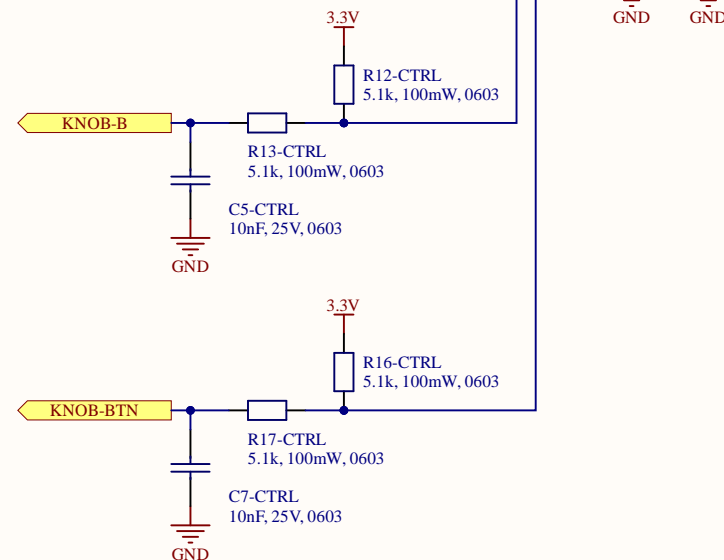 GND
GND
3.3V
R12-CTRL
5.1k, 100mW, 0603
KNOB-B
R13-CTRL
5.1k, 100mW, 0603
C5-CTRL
10nF, 25V, 0603
GND
3.3V
R16-CTRL
5.1k, 100mW, 0603
KNOB-BTN
R17-CTRL
5.1k, 100mW, 0603
C7-CTRL
10nF, 25V, 0603
GND